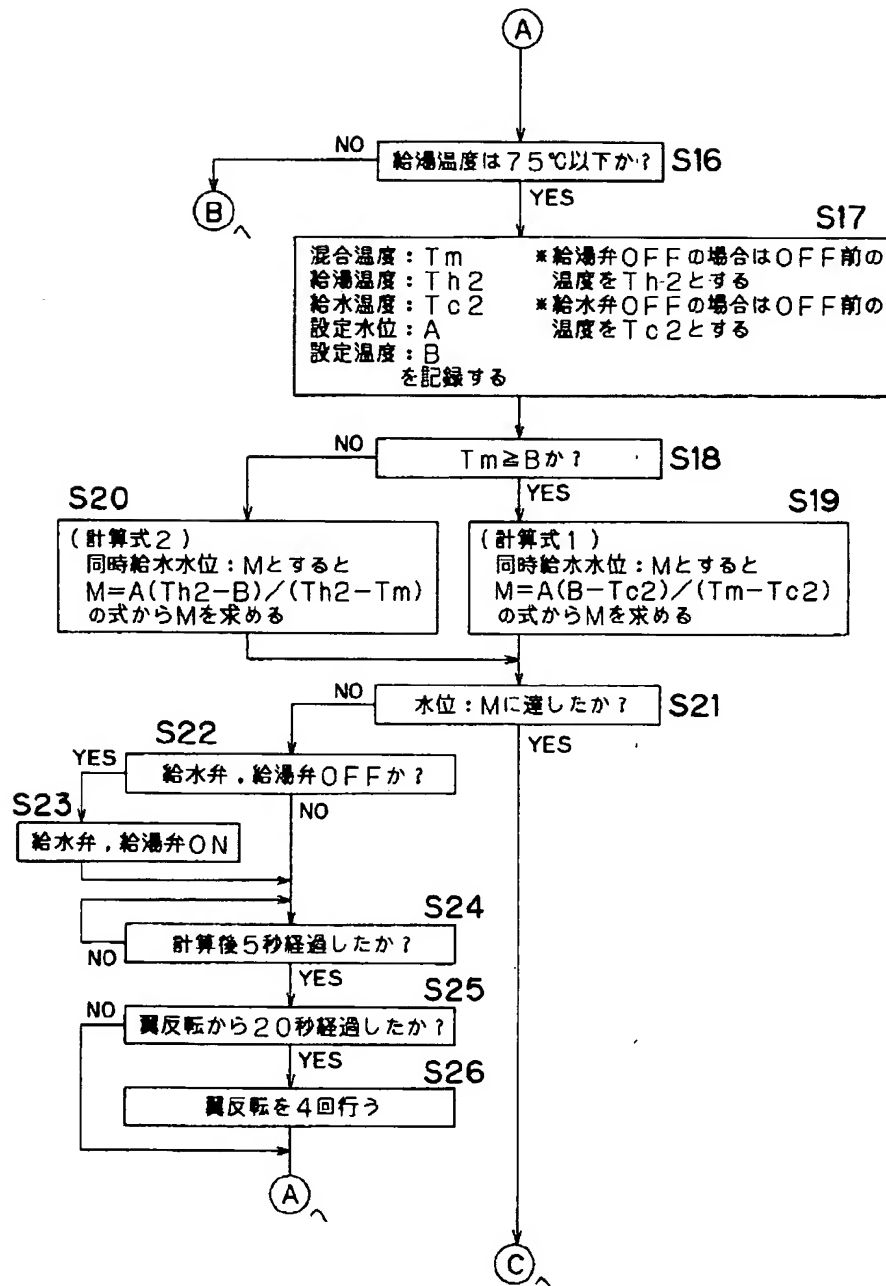 A
NO
給湯温度は75℃以下か?
S16
B
へ
YES
S17
混合温度:Tm
給湯温度:Th2
給水温度:Tc2
設定水位:A
設定温度:B
を記録する
※給湯弁OFFの場合はOFF前の
温度をTh2とする
※給水弁OFFの場合はOFF前の
温度をTc2とする
NO
Tm≧Bか?
S18
YES
S20
(計算式2)
同時給水水位:Mとすると
M=A(Th2-B)/(Th2-Tm)
の式からMを求める
S19
(計算式1)
同時給水水位:Mとすると
M=A(B-Tc2)/(Tm-Tc2)
の式からMを求める
NO
水位:Mに達したか?
S21
YES
S22
YES
給水弁,給湯弁OFFか?
NO
S23
給水弁,給湯弁ON
S24
計算後5秒経過したか?
NO
YES
S25
NO
翼反転から20秒経過したか?
YES
S26
翼反転を4回行う
A
へ
C
へ